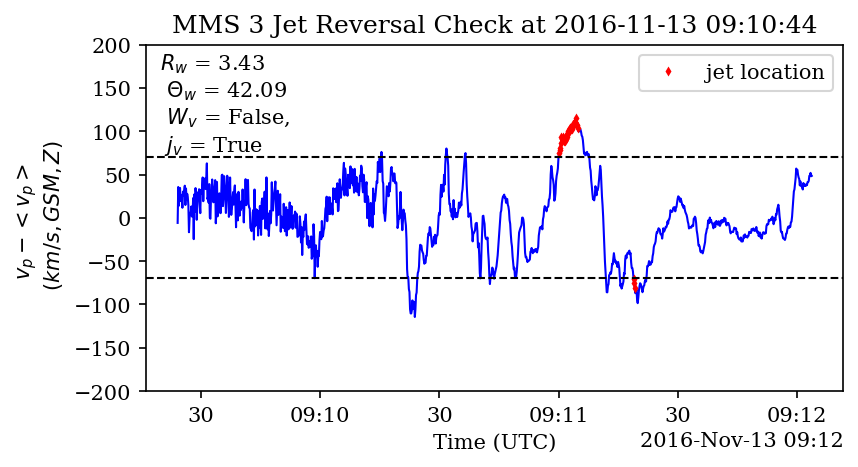 MMS 3 Jet Reversal Check at 2016-11-13 09:10:44
200
150
100
50
0
−50
−100
−150
−200
v_p − < v_p >
(km/s, GSM, Z)
R_w = 3.43
Θ_w = 42.09
W_v = False,
j_v = True
jet location
30
09:10
30
09:11
30
09:12
Time (UTC)
2016-Nov-13 09:12